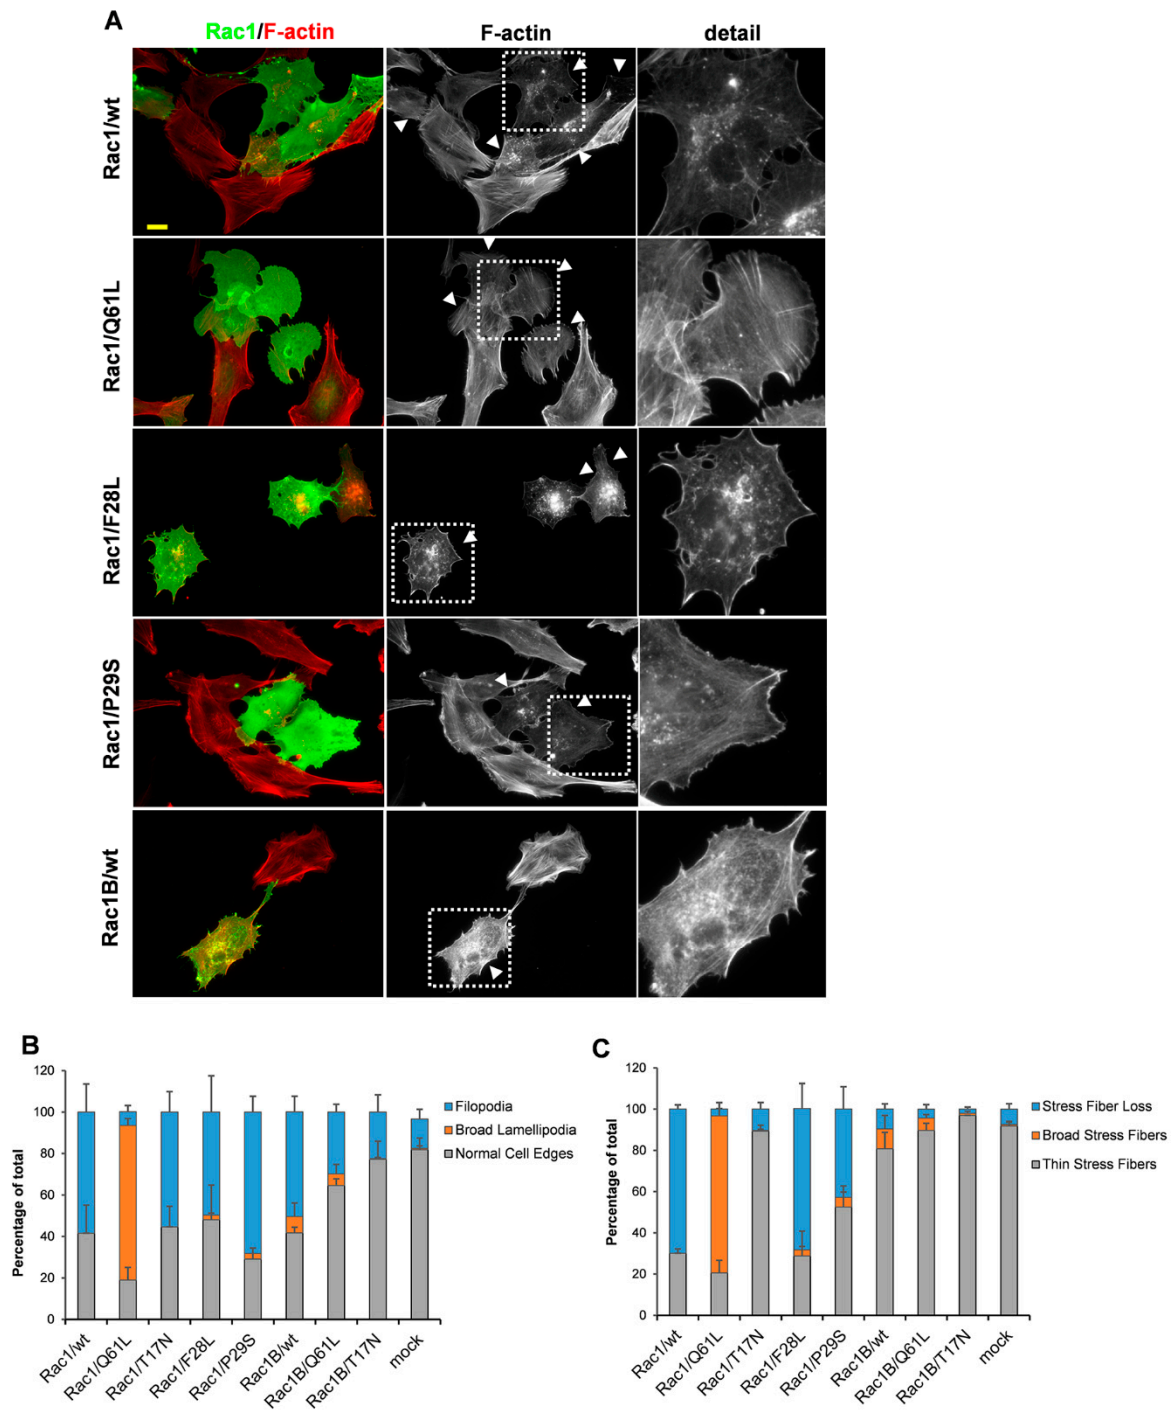 A
Rac1/F-actin F-actin detail
Rac1/wt
Rac1/Q61L
Rac1/F28L
Rac1/P29S
Rac1B/wt
B
Percentage of total
120
100
80
60
40
20
0
Filopodia
Broad Lamellipodia
Normal Cell Edges
Rac1/wt Rac1/Q61L Rac1/T17N Rac1/F28L Rac1/P29S Rac1B/wt Rac1B/Q61L Rac1B/T17N mock
C
Percentage of total
120
100
80
60
40
20
0
Stress Fiber Loss
Broad Stress Fibers
Thin Stress Fibers
Rac1/wt Rac1/Q61L Rac1/T17N Rac1/F28L Rac1/P29S Rac1B/wt Rac1B/Q61L Rac1B/T17N mock